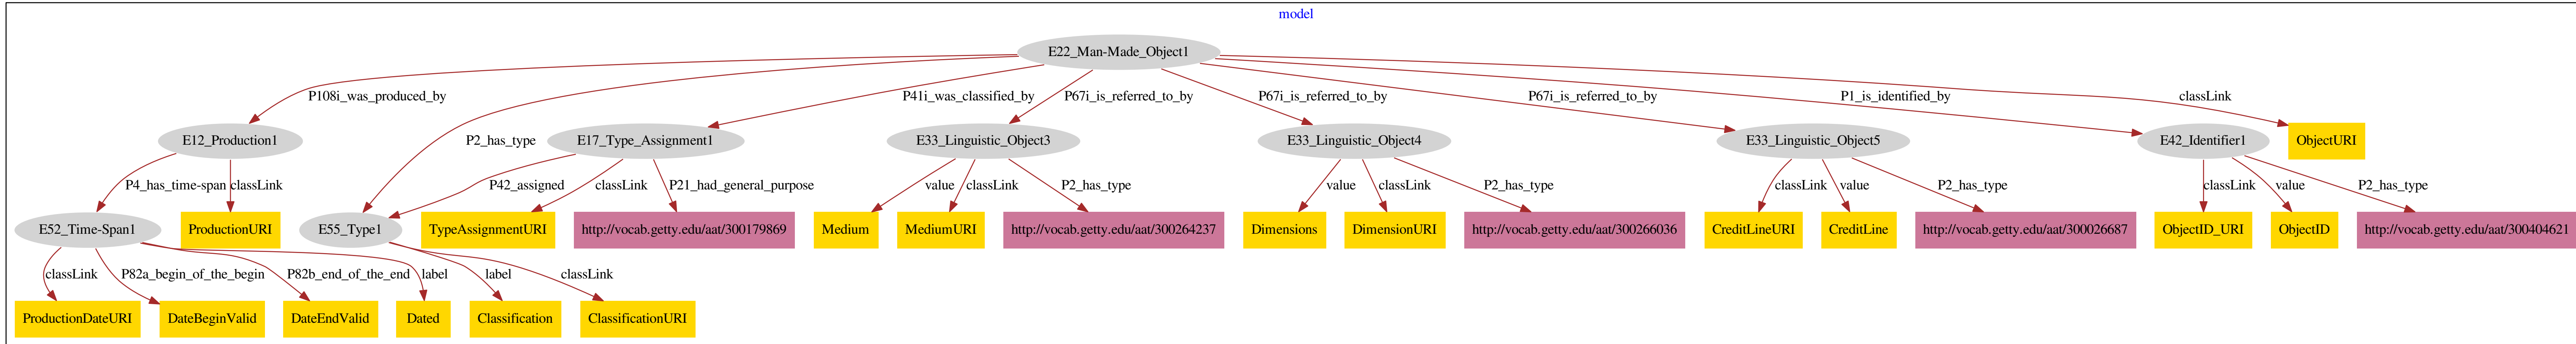 model
E22_Man-Made_Object1
P108i_was_produced_by
P41i_was_classified_by
P67i_is_referred_to_by
P67i_is_referred_to_by
P67i_is_referred_to_by
P1_is_identified_by
classLink
E12_Production1
P2_has_type
E17_Type_Assignment1
E33_Linguistic_Object3
E33_Linguistic_Object4
E33_Linguistic_Object5
E42_Identifier1
ObjectURI
P4_has_time-span
classLink
P42_assigned
classLink
P21_had_general_purpose
value
classLink
P2_has_type
value
classLink
P2_has_type
classLink
value
P2_has_type
classLink
value
P2_has_type
E52_Time-Span1
ProductionURI
E55_Type1
TypeAssignmentURI
http://vocab.getty.edu/aat/300179869
Medium
MediumURI
http://vocab.getty.edu/aat/300264237
Dimensions
DimensionURI
http://vocab.getty.edu/aat/300266036
CreditLineURI
CreditLine
http://vocab.getty.edu/aat/300026687
ObjectID_URI
ObjectID
http://vocab.getty.edu/aat/300404621
classLink
P82a_begin_of_the_begin
P82b_end_of_the_end
label
label
classLink
ProductionDateURI
DateBeginValid
DateEndValid
Dated
Classification
ClassificationURI